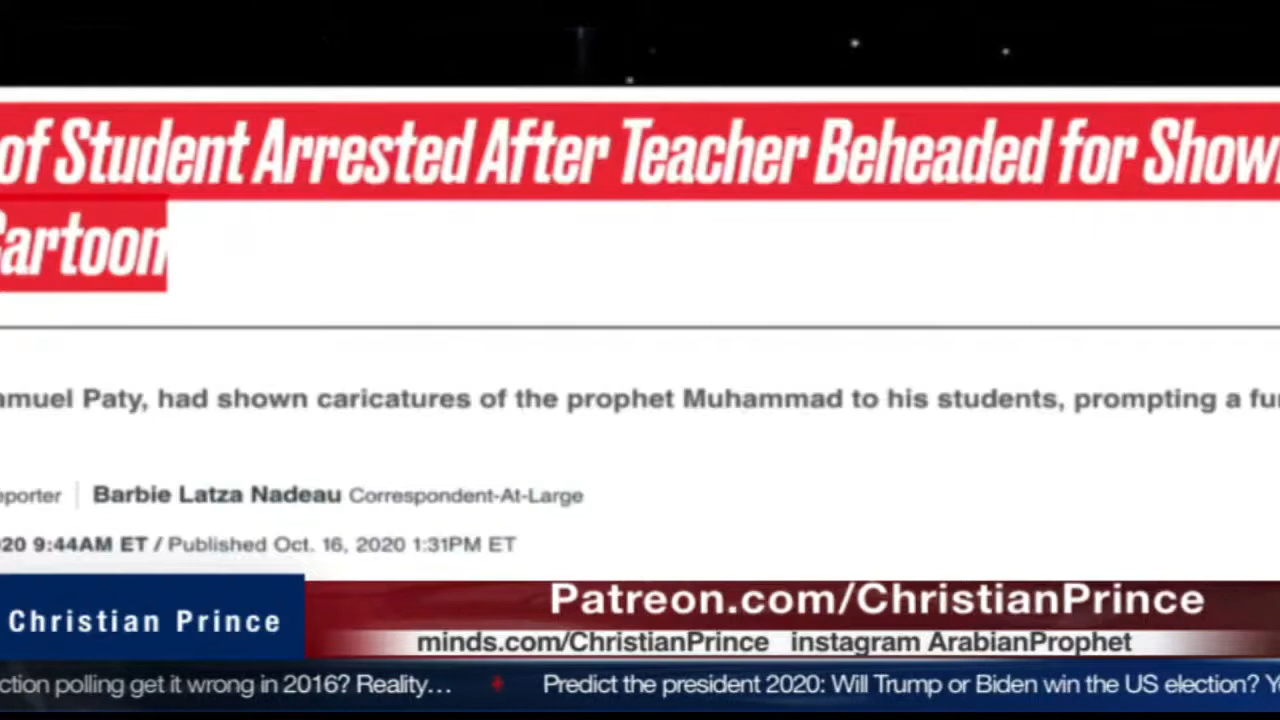 of Student Arrested After Teacher Beheaded for Show
Cartoon
amuel Paty, had shown caricatures of the prophet Muhammad to his students, prompting a fu
eporter Barbie Latza Nadeau Correspondent-At-Large
20 9:44AM ET / Published Oct. 16, 2020 1:31PM ET
Christian Prince
Patreon.com/ChristianPrince
minds.com/ChristianPrince instagram ArabianProphet
ction polling get it wrong in 2016? Reality... ♦ Predict the president 2020: Will Trump or Biden win the US election? Y